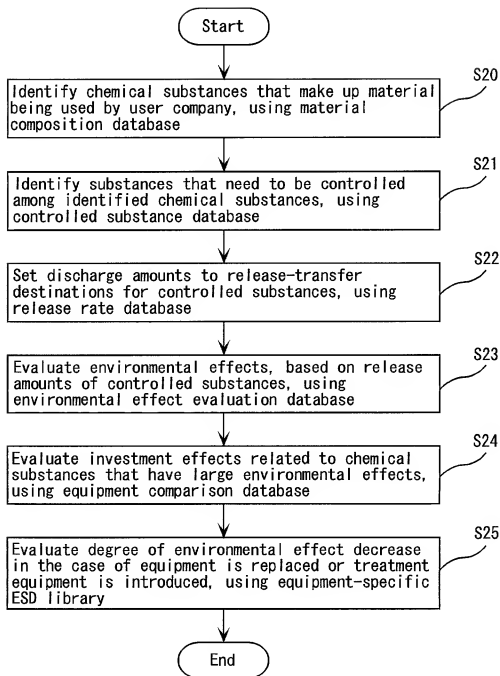 Start
S20
Identify chemical substances that make up material
being used by user company, using material
composition database
S21
Identify substances that need to be controlled
among identified chemical substances, using
controlled substance database
S22
Set discharge amounts to release-transfer
destinations for controlled substances, using
release rate database
S23
Evaluate environmental effects, based on release
amounts of controlled substances, using
environmental effect evaluation database
S24
Evaluate investment effects related to chemical
substances that have large environmental effects,
using equipment comparison database
S25
Evaluate degree of environmental effect decrease
in the case of equipment is replaced or treatment
equipment is introduced, using equipment-specific
ESD library
End